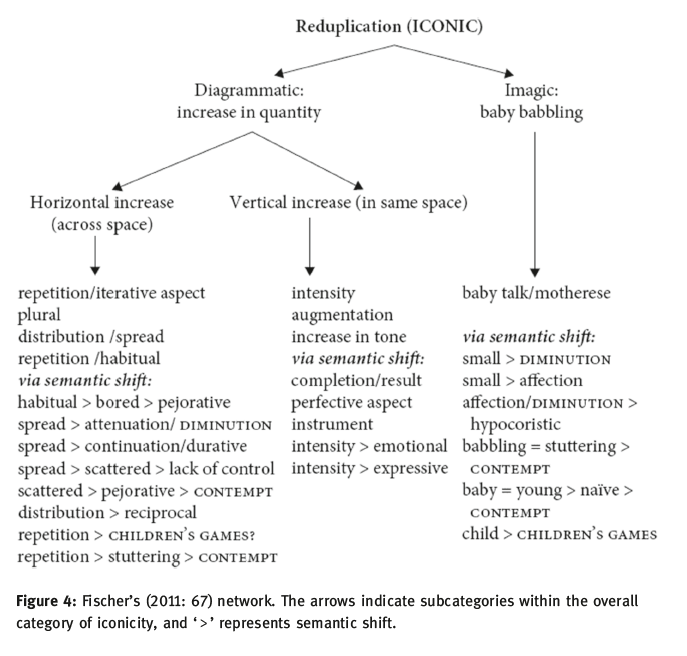 Reduplication (ICONIC)
Diagrammatic:
increase in quantity
Imagic:
baby babbling
Horizontal increase
(across space)
Vertical increase (in same space)
repetition/iterative aspect
plural
distribution /spread
repetition /habitual
via semantic shift:
habitual > bored > pejorative
spread > attenuation/ DIMINUTION
spread > continuation/durative
spread > scattered > lack of control
scattered > pejorative > CONTEMPT
distribution > reciprocal
repetition > CHILDREN'S GAMES?
repetition > stuttering > CONTEMPT
intensity
augmentation
increase in tone
via semantic shift:
completion/result
perfective aspect
instrument
intensity > emotional
intensity > expressive
baby talk/motherese
via semantic shift:
small > DIMINUTION
small > affection
affection/DIMINUTION >
hypocoristic
babbling = stuttering >
CONTEMPT
baby = young > naïve >
CONTEMPT
child > CHILDREN'S GAMES
Figure 4: Fischer's (2011: 67) network. The arrows indicate subcategories within the overall
category of iconicity, and ‘>’ represents semantic shift.